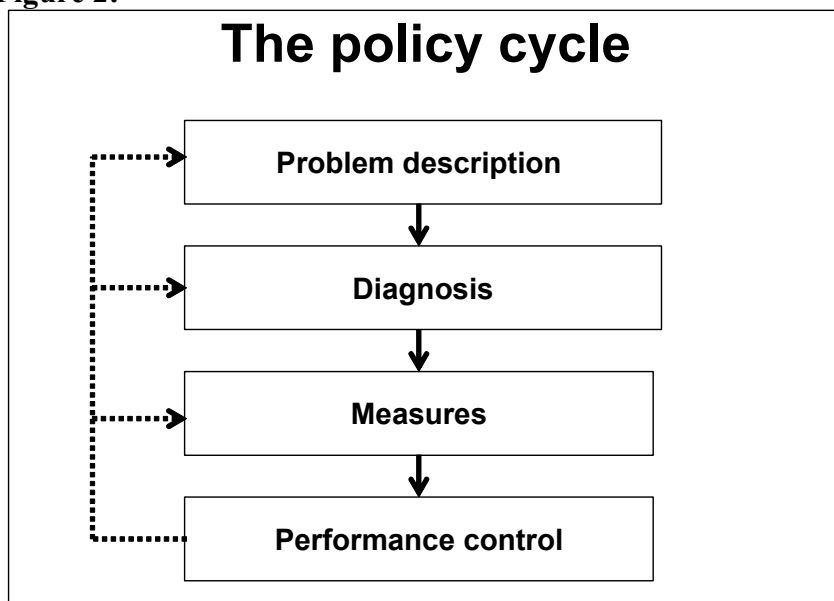 Figure 2:
The policy cycle
Problem description
Diagnosis
Measures
Performance control